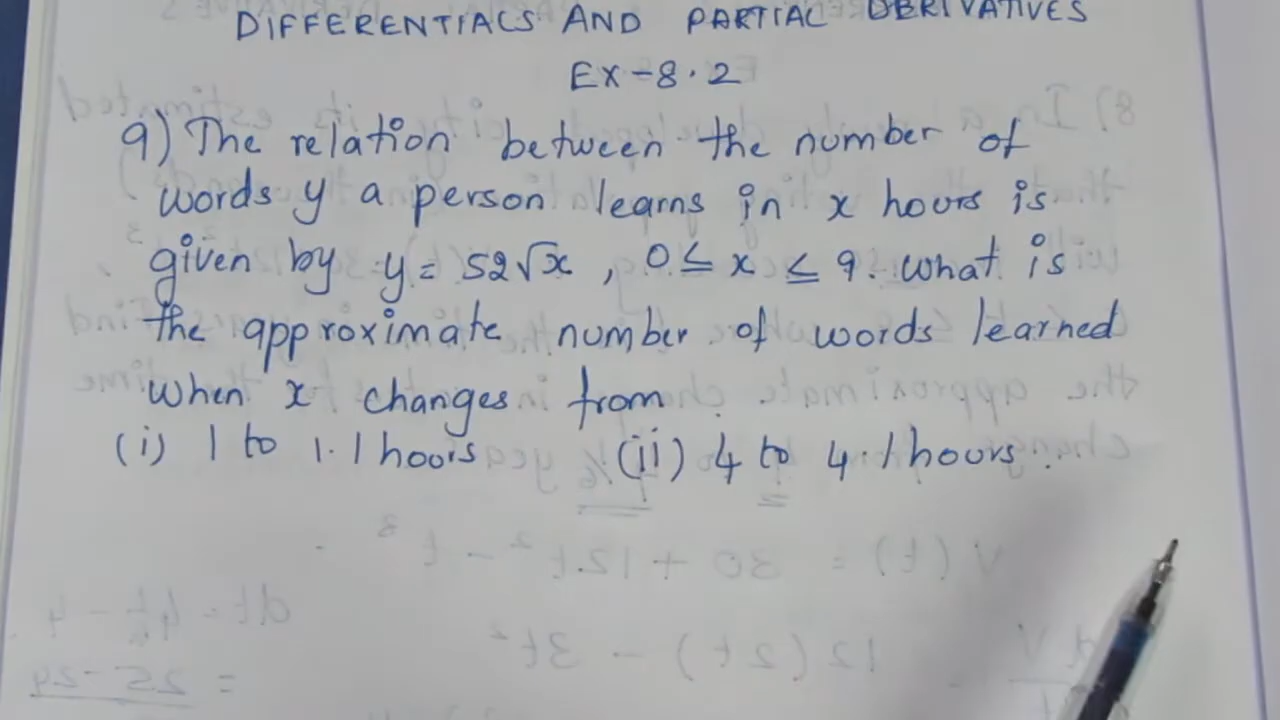 DIFFERENTIALS AND PARTIAL DERIVATIVES
EX-8.2
9) The relation between the number of
words y a person learns in x hours is
given by y = 52√x , 0 ≤ x ≤ 9. what is
the approximate number of words learned
when x changes from
(i) 1 to 1.1 hours (ii) 4 to 4.1 hours.